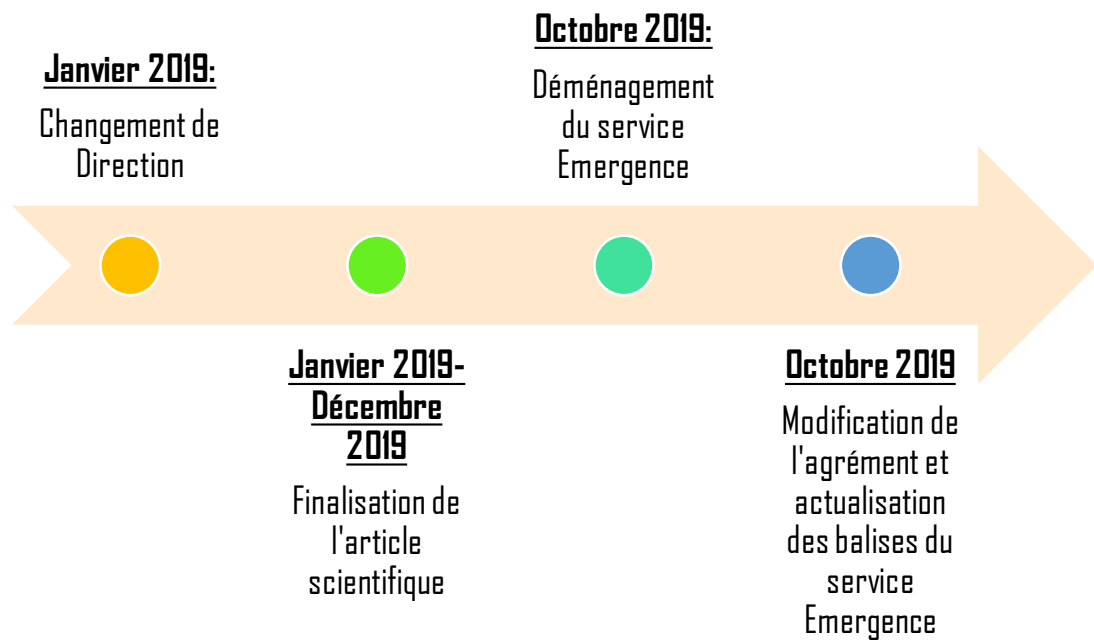 Janvier 2019:
Changement de
Direction
Janvier 2019-
Décembre
2019
Finalisation de
l'article
scientifique
Octobre 2019:
Déménagement
du service
Emergence
Octobre 2019
Modification de
l'agrément et
actualisation
des balises du
service
Emergence